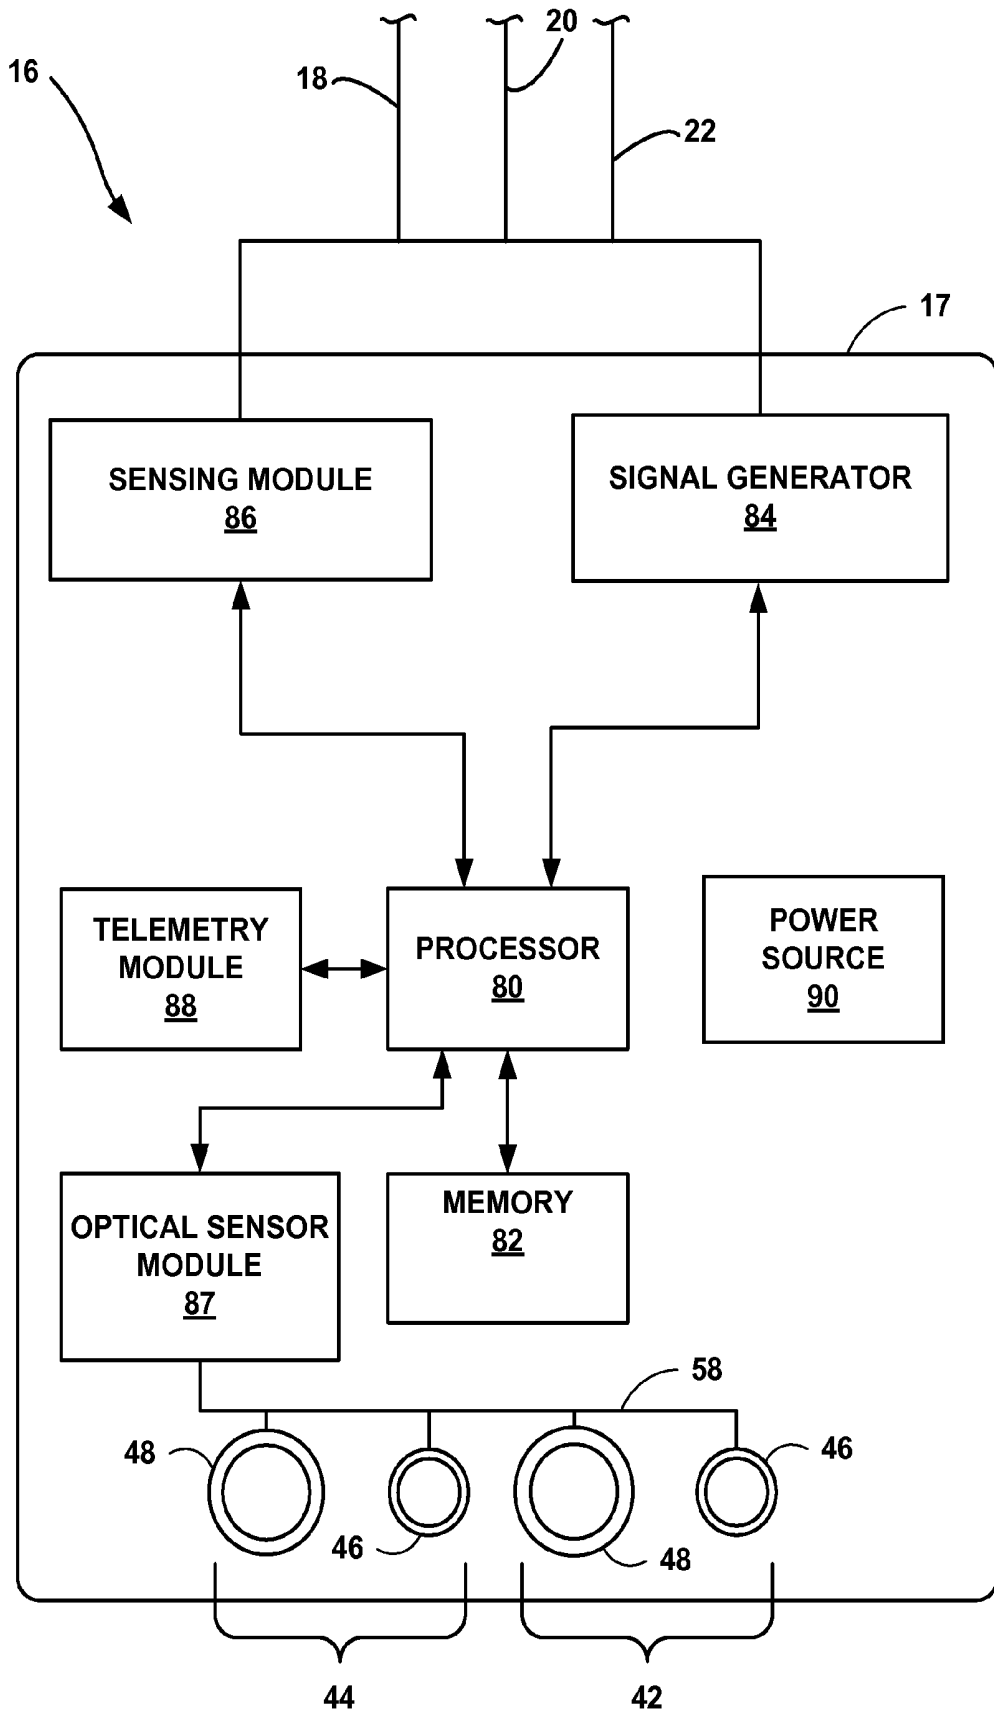 20
18
16
22
17
SENSING MODULE
86
SIGNAL GENERATOR
84
TELEMETRY
MODULE
88
PROCESSOR
80
POWER
SOURCE
90
OPTICAL SENSOR
MODULE
87
MEMORY
82
58
48
46
46
48
44
42